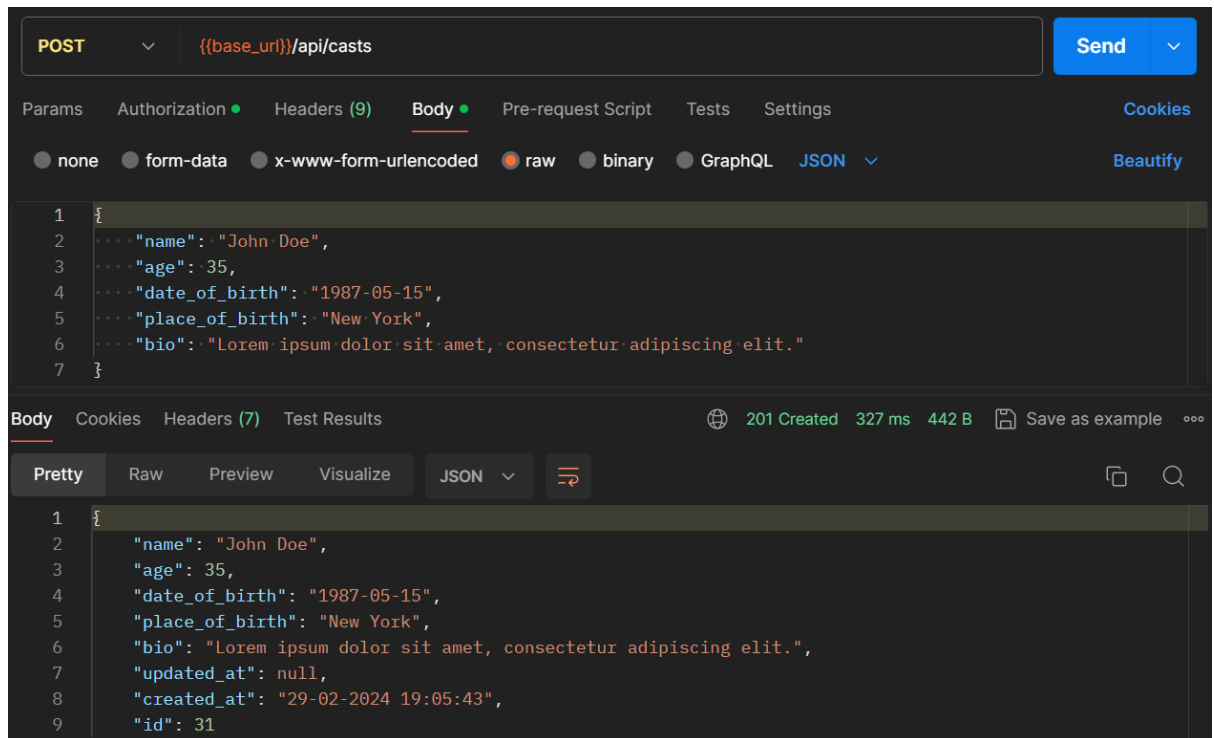 POST {{base_url}}/api/casts Send
Params Authorization Headers (9) Body Pre-request Script Tests Settings Cookies
none form-data x-www-form-urlencoded raw binary GraphQL JSON Beautify
1 {
2 "name": "John Doe",
3 "age": 35,
4 "date_of_birth": "1987-05-15",
5 "place_of_birth": "New York",
6 "bio": "Lorem ipsum dolor sit amet, consectetur adipiscing elit."
7 }
Body Cookies Headers (7) Test Results 201 Created 327 ms 442 B Save as example
Pretty Raw Preview Visualize JSON
1 {
2 "name": "John Doe",
3 "age": 35,
4 "date_of_birth": "1987-05-15",
5 "place_of_birth": "New York",
6 "bio": "Lorem ipsum dolor sit amet, consectetur adipiscing elit.",
7 "updated_at": null,
8 "created_at": "29-02-2024 19:05:43",
9 "id": 31